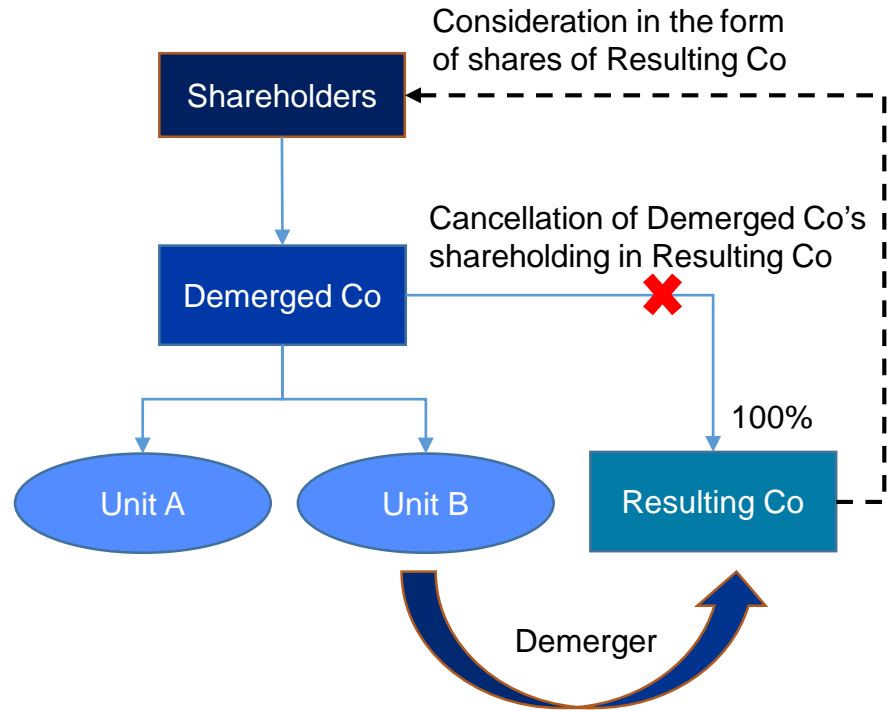 Consideration in the form
of shares of Resulting Co
Shareholders
Cancellation of Demerged Co’s
shareholding in Resulting Co
Demerged Co
100%
Unit A
Unit B
Resulting Co
Demerger